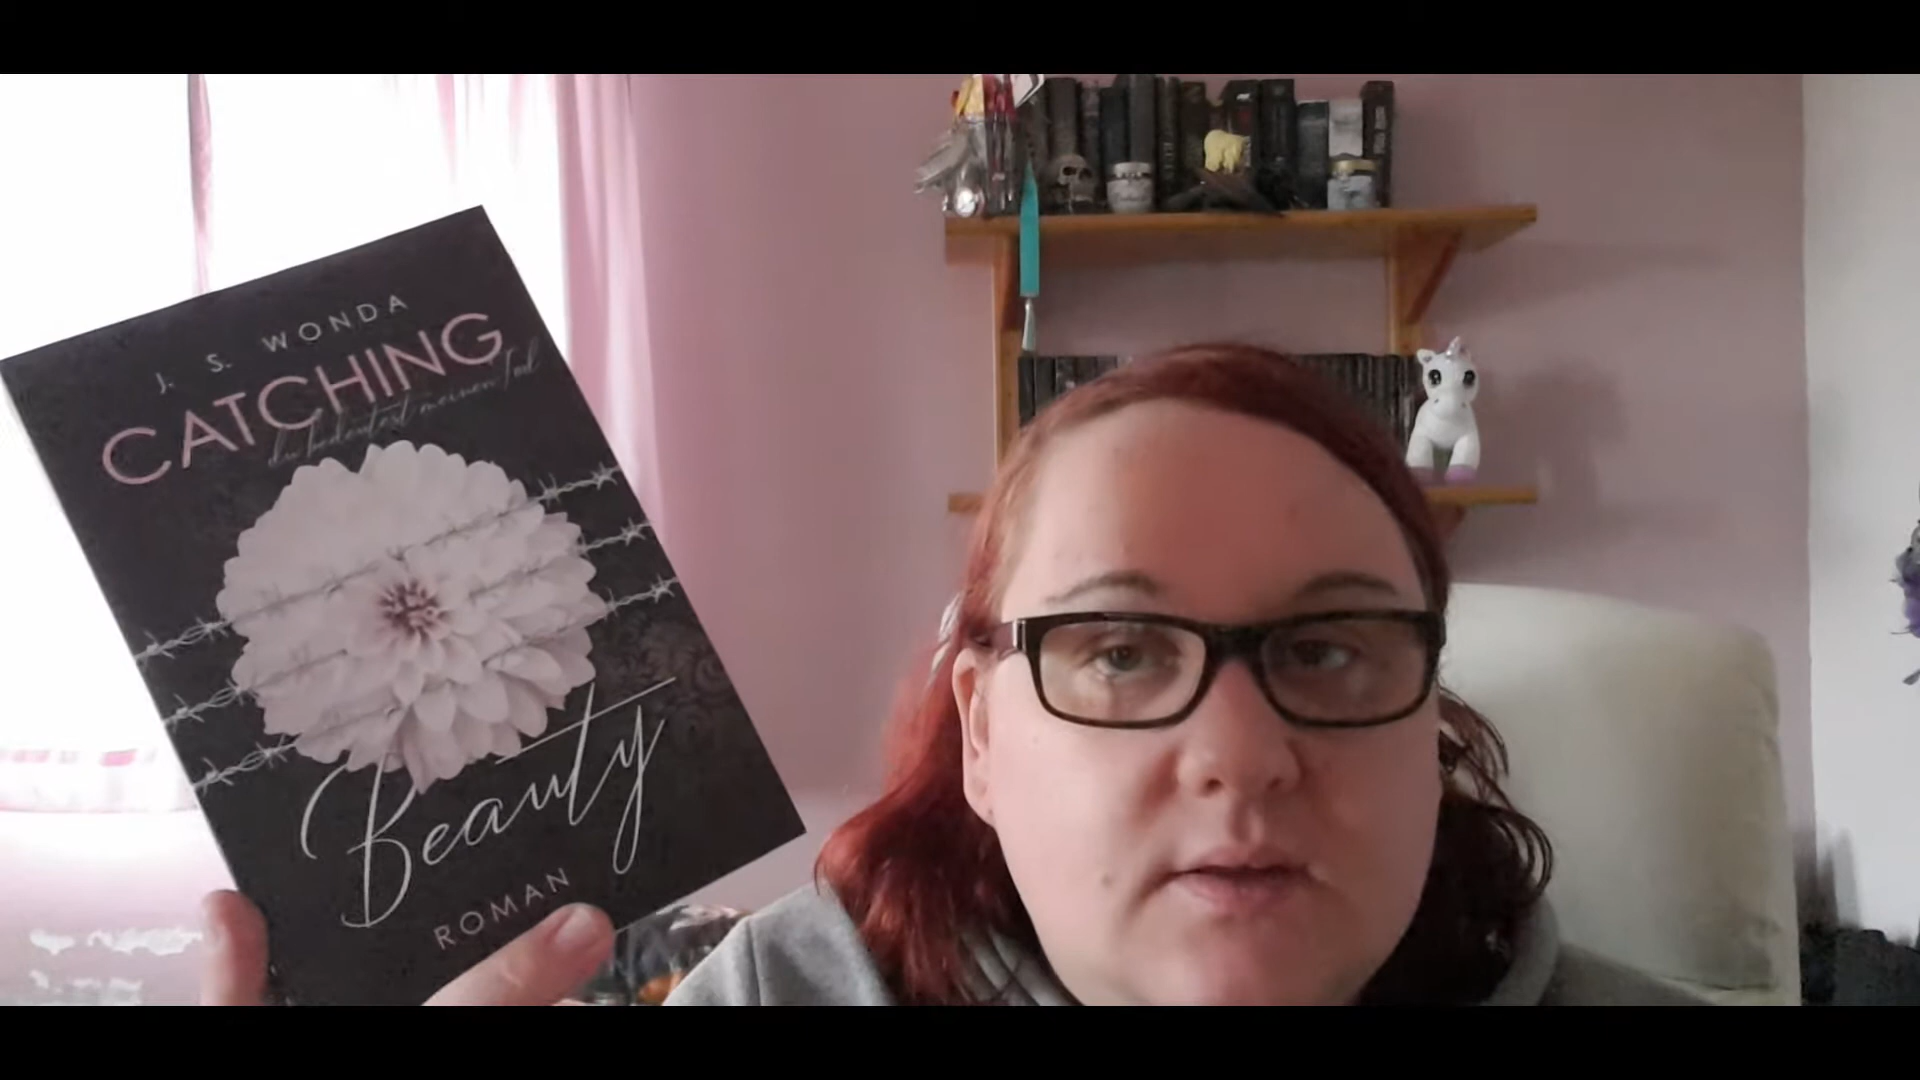 J. S. WONDA
CATCHING
du bedeutest meinen Tod
Beauty
ROMAN